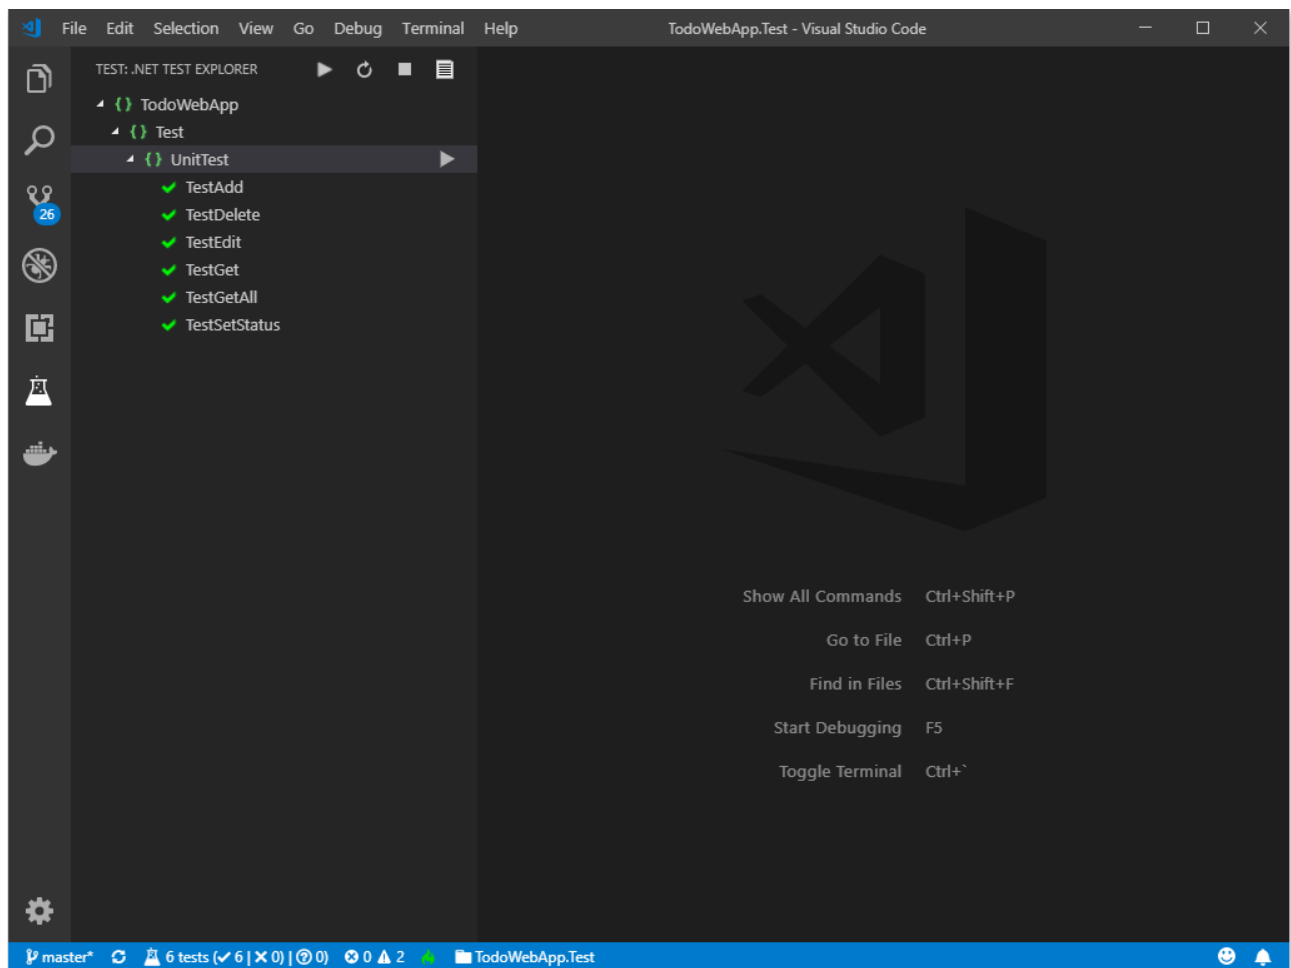 File Edit Selection View Go Debug Terminal Help TodoWebApp.Test - Visual Studio Code
TEST: .NET TEST EXPLORER
{} TodoWebApp
{} Test
{} UnitTest
TestAdd
TestDelete
26
TestEdit
TestGet
TestGetAll
TestSetStatus
Show All Commands Ctrl+Shift+P
Go to File Ctrl+P
Find in Files Ctrl+Shift+F
Start Debugging F5
Toggle Terminal Ctrl+`
master* 6 tests (✓ 6 | ✕ 0) | ? 0) 0 2 TodoWebApp.Test